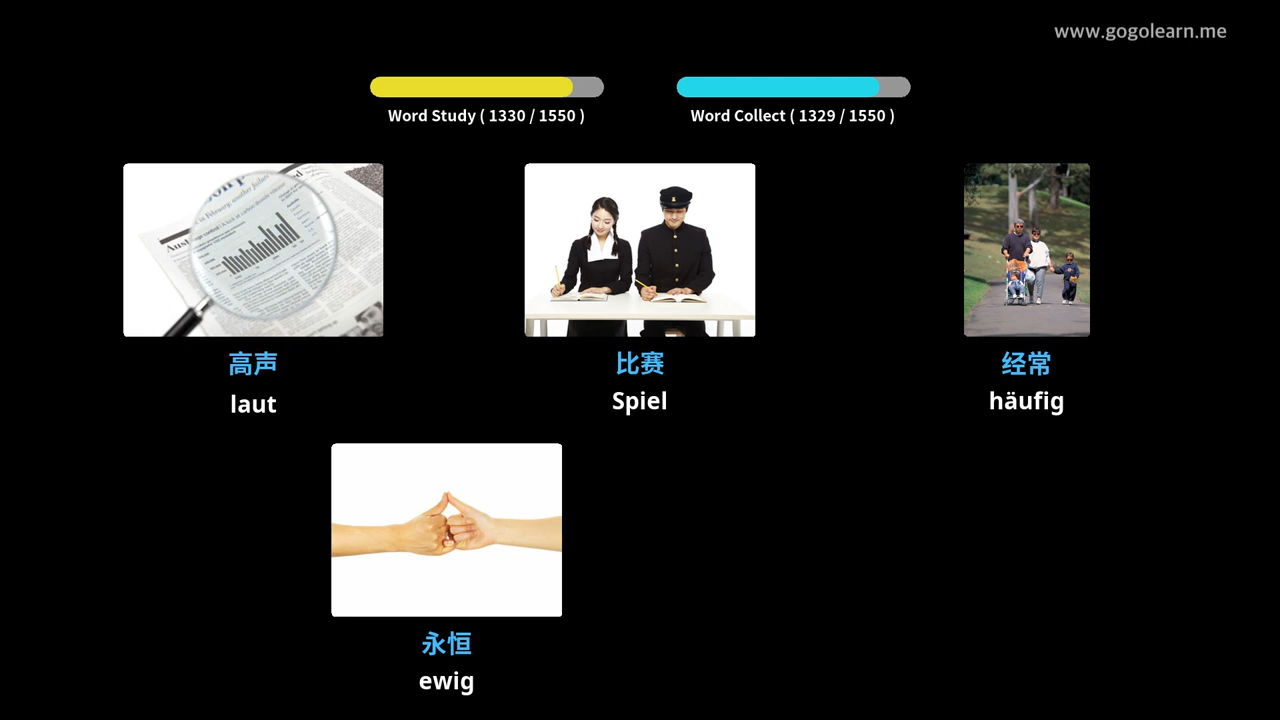 www.gogolearn.me
Word Study ( 1330 / 1550 )
Word Collect ( 1329 / 1550 )
高声
laut
比赛
Spiel
经常
häufig
永恒
ewig